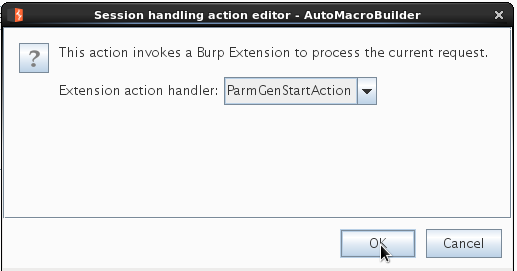 Session handling action editor - AutoMacroBuilder
?
This action invokes a Burp Extension to process the current request.
Extension action handler: ParmGenStartAction
OK Cancel